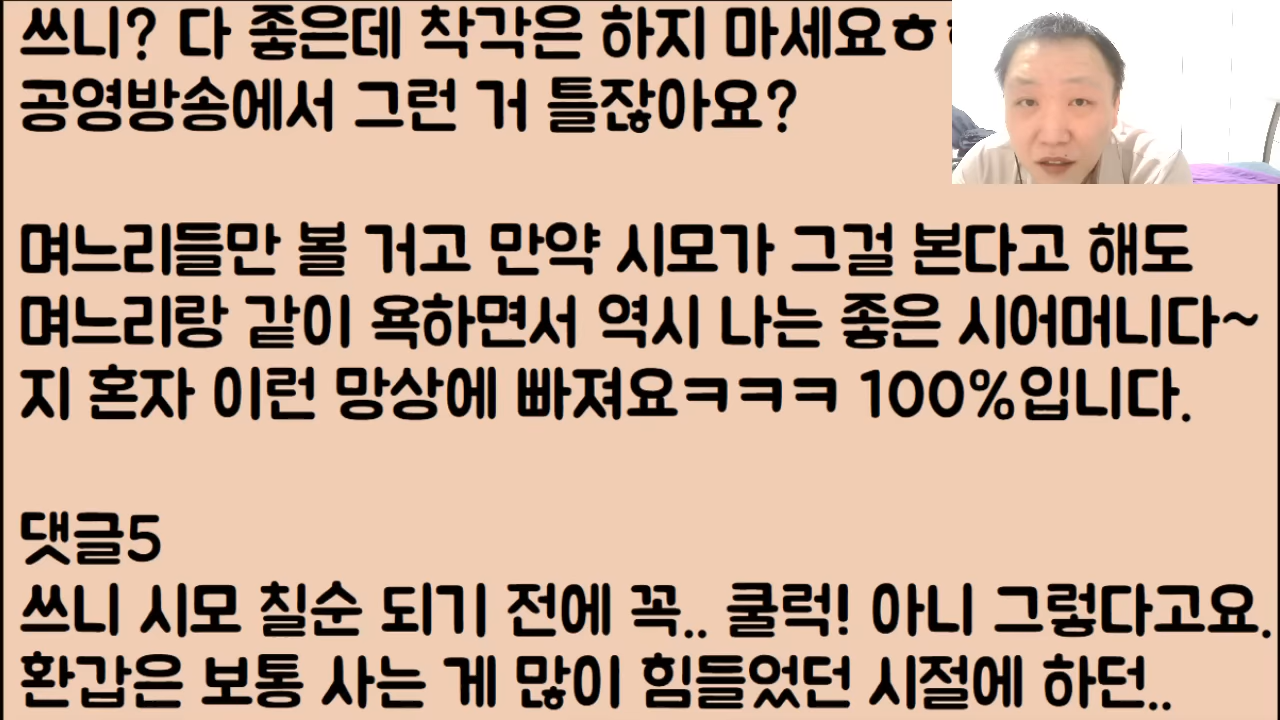 쓰니? 다 좋은데 착각은 하지 마세요ㅎ
공영방송에서 그런 거 틀잖아요?
며느리들만 볼 거고 만약 시모가 그걸 본다고 해도
며느리랑 같이 욕하면서 역시 나는 좋은 시어머니다~
지 혼자 이런 망상에 빠져요ㅋㅋㅋ 100%입니다.
댓글5
쓰니 시모 칠순 되기 전에 꼭.. 쿨럭! 아니 그렇다고요.
환갑은 보통 사는 게 많이 힘들었던 시절에 하던..